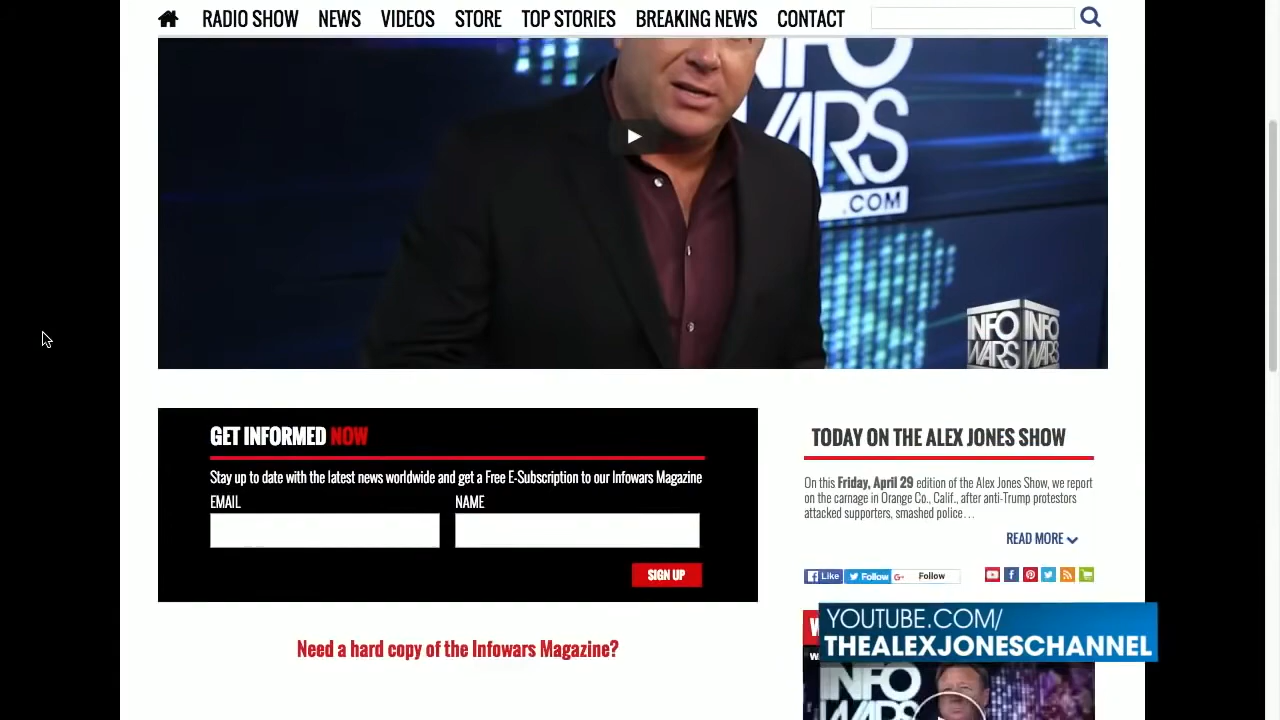 RADIO SHOW NEWS VIDEOS STORE TOP STORIES BREAKING NEWS CONTACT
INFO
WARS
.COM
INFO INFO
WARS WARS
GET INFORMED NOW
Stay up to date with the latest news worldwide and get a Free E-Subscription to our Infowars Magazine
EMAIL NAME
SIGN UP
Need a hard copy of the Infowars Magazine?
TODAY ON THE ALEX JONES SHOW
On this Friday, April 29 edition of the Alex Jones Show, we report
on the carnage in Orange Co., Calif., after anti-Trump protestors
attacked supporters, smashed police…
READ MORE
Like Follow Follow
YOUTUBE.COM/
THEALEXJONESCHANNEL
INFO